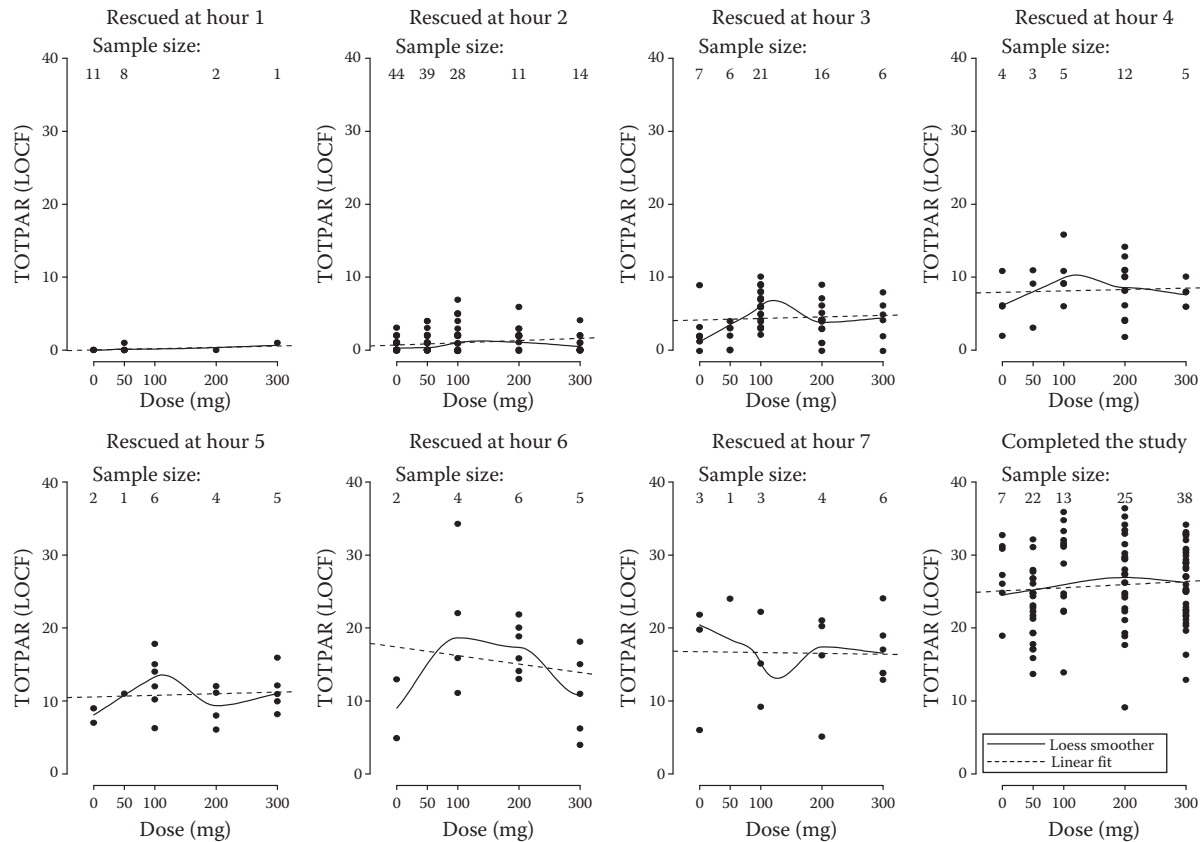 Rescued at hour 1
Sample size:
11 8 2 1
40
30
20
10
0
TOTPAR (LOCF)
0 50 100 200 300
Dose (mg)
Rescued at hour 2
Sample size:
44 39 28 11 14
40
30
20
10
0
TOTPAR (LOCF)
0 50 100 200 300
Dose (mg)
Rescued at hour 3
Sample size:
7 6 21 16 6
40
30
20
10
0
TOTPAR (LOCF)
0 50 100 200 300
Dose (mg)
Rescued at hour 4
Sample size:
4 3 5 12 5
40
30
20
10
0
TOTPAR (LOCF)
0 50 100 200 300
Dose (mg)
Rescued at hour 5
Sample size:
2 1 6 4 5
40
30
20
10
0
TOTPAR (LOCF)
0 50 100 200 300
Dose (mg)
Rescued at hour 6
Sample size:
2 4 6 5
40
30
20
10
0
TOTPAR (LOCF)
0 50 100 200 300
Dose (mg)
Rescued at hour 7
Sample size:
3 1 3 4 6
40
30
20
10
0
TOTPAR (LOCF)
0 50 100 200 300
Dose (mg)
Completed the study
Sample size:
7 22 13 25 38
40
30
20
10
0
TOTPAR (LOCF)
Loess smoother
Linear fit
0 50 100 200 300
Dose (mg)